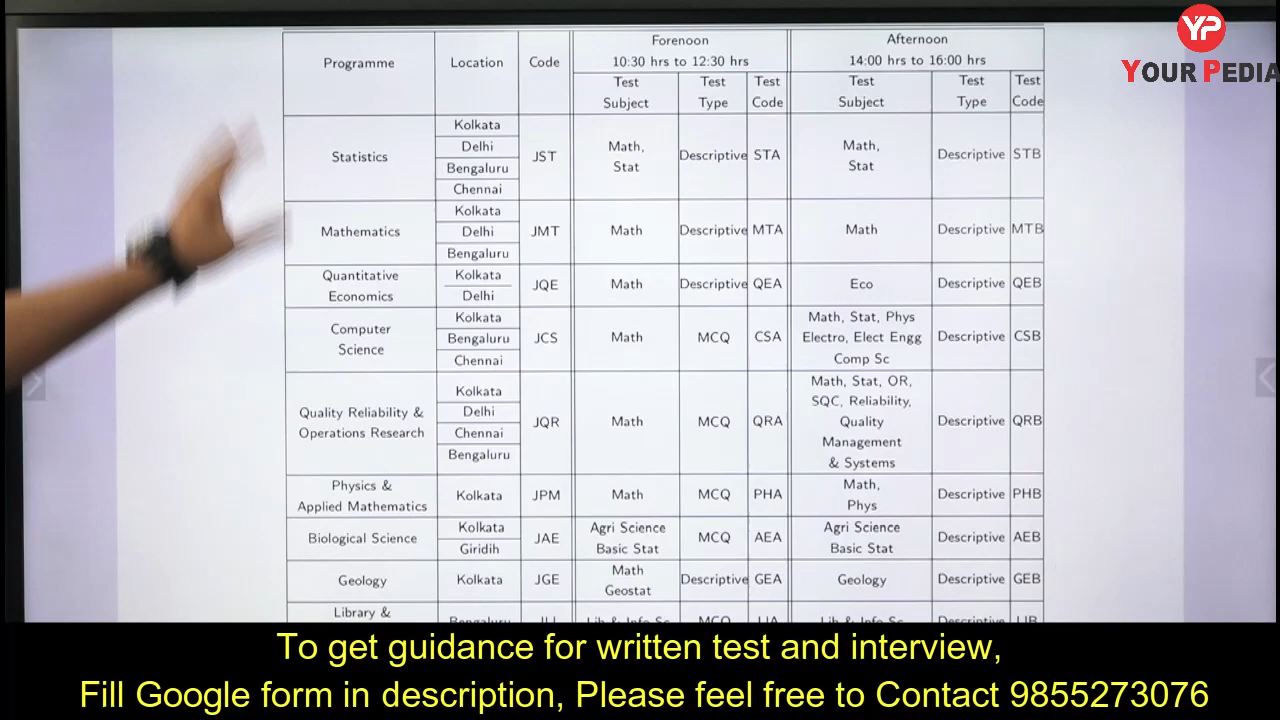 YP
YOUR PEDIA
Programme Location Code Forenoon 10:30 hrs to 12:30 hrs Afternoon 14:00 hrs to 16:00 hrs
Test Subject Test Type Test Code Test Subject Test Type Test Code
Statistics Kolkata Delhi Bengaluru Chennai JST Math, Stat Descriptive STA Math, Stat Descriptive STB
Mathematics Kolkata Delhi Bengaluru JMT Math Descriptive MTA Math Descriptive MTB
Quantitative Economics Kolkata Delhi JQE Math Descriptive QEA Eco Descriptive QEB
Computer Science Kolkata Bengaluru Chennai JCS Math MCQ CSA Math, Stat, Phys Electro, Elect Engg Comp Sc Descriptive CSB
Quality Reliability & Operations Research Kolkata Delhi Chennai Bengaluru JQR Math MCQ QRA Math, Stat, OR, SQC, Reliability, Quality Management & Systems Descriptive QRB
Physics & Applied Mathematics Kolkata JPM Math MCQ PHA Math, Phys Descriptive PHB
Biological Science Kolkata Giridih JAE Agri Science Basic Stat MCQ AEA Agri Science Basic Stat Descriptive AEB
Geology Kolkata JGE Math Geostat Descriptive GEA Geology Descriptive GEB
Library &
To get guidance for written test and interview,
Fill Google form in description, Please feel free to Contact 9855273076